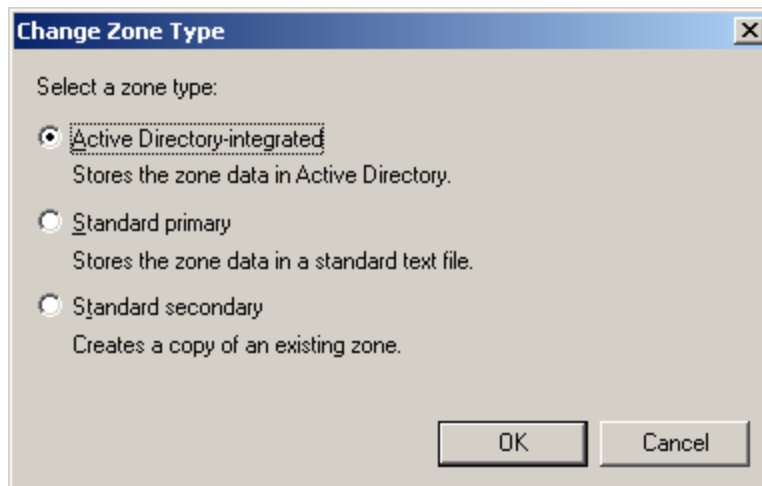 Change Zone Type
Select a zone type:
Active Directory-integrated
Stores the zone data in Active Directory.
Standard primary
Stores the zone data in a standard text file.
Standard secondary
Creates a copy of an existing zone.
OK Cancel